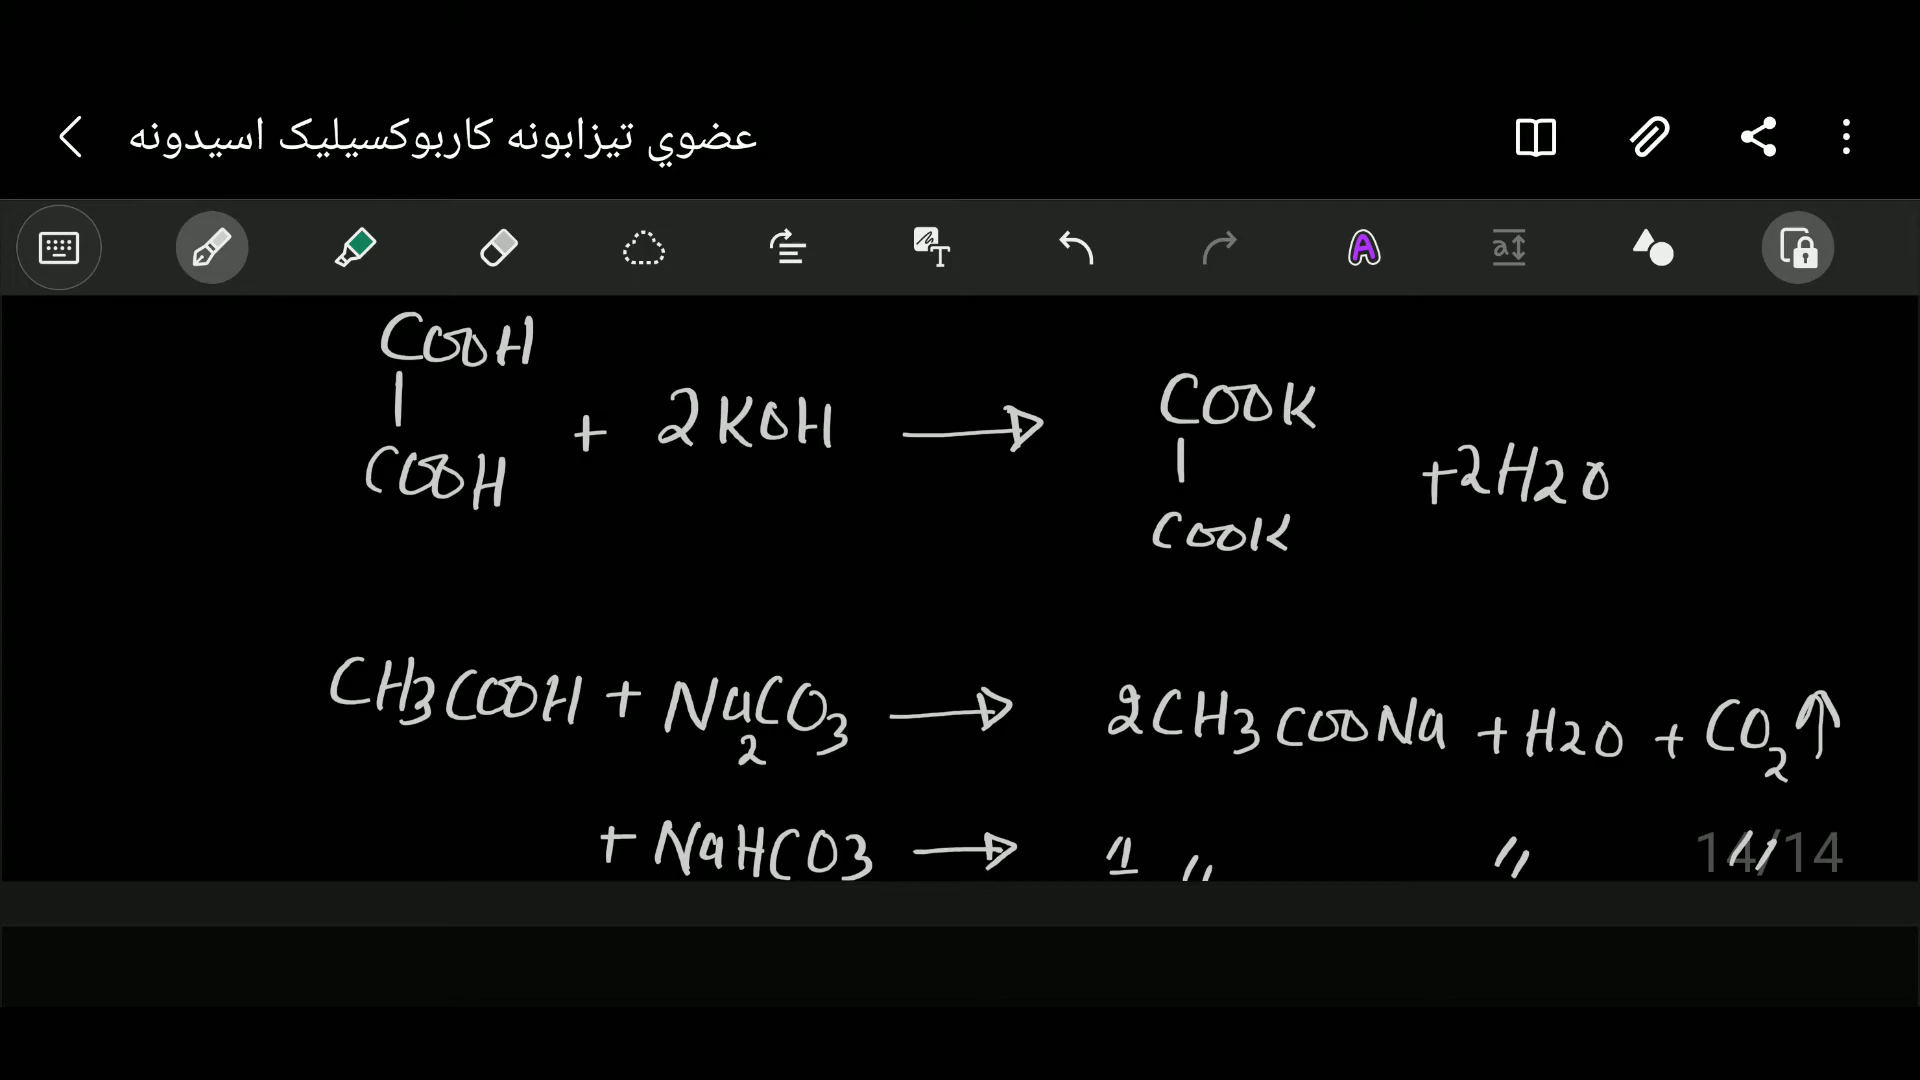 عضوي تیزابونه کاربوکسیلیک اسیدونه
COOH
|
COOH + 2KOH → COOK
|
COOK +2H2O
CH3COOH + Na2CO3 → 2CH3COONa + H2O + CO2↑
+ NaHCO3 → 1 " " "
14/14